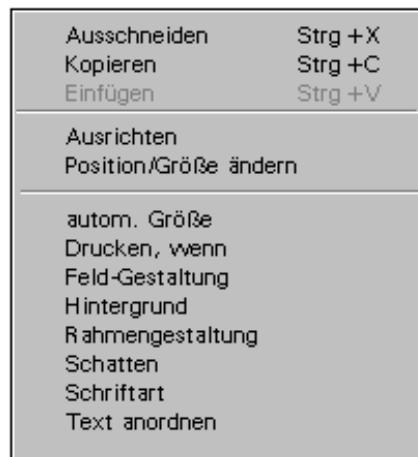 Ausschneiden Strg +X
Kopieren Strg +C
Einfügen Strg +V
Ausrichten
Position/Größe ändern
autom. Größe
Drucken, wenn
Feld-Gestaltung
Hintergrund
Rahmengestaltung
Schatten
Schriftart
Text anordnen